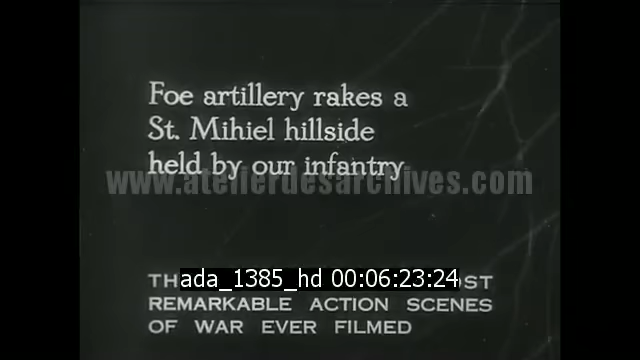 Foe artillery rakes a
St. Mihiel hillside
held by our infantry
www.atelierdesarchives.com
ada_1385_hd 00:06:23:24
REMARKABLE ACTION SCENES
OF WAR EVER FILMED